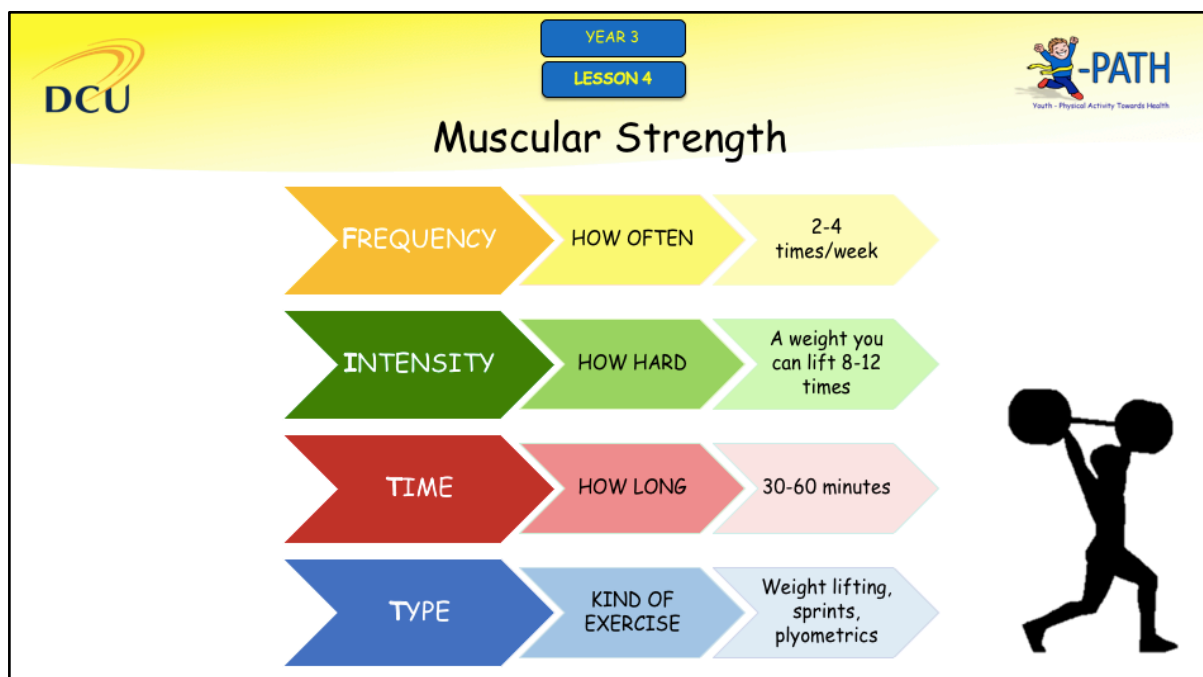 YEAR 3
LESSON 4
DCU
-PATH
Youth - Physical Activity Towards Health
Muscular Strength
FREQUENCY
HOW OFTEN
2-4
times/week
INTENSITY
HOW HARD
A weight you
can lift 8-12
times
TIME
HOW LONG
30-60 minutes
TYPE
KIND OF
EXERCISE
Weight lifting,
sprints,
plyometrics